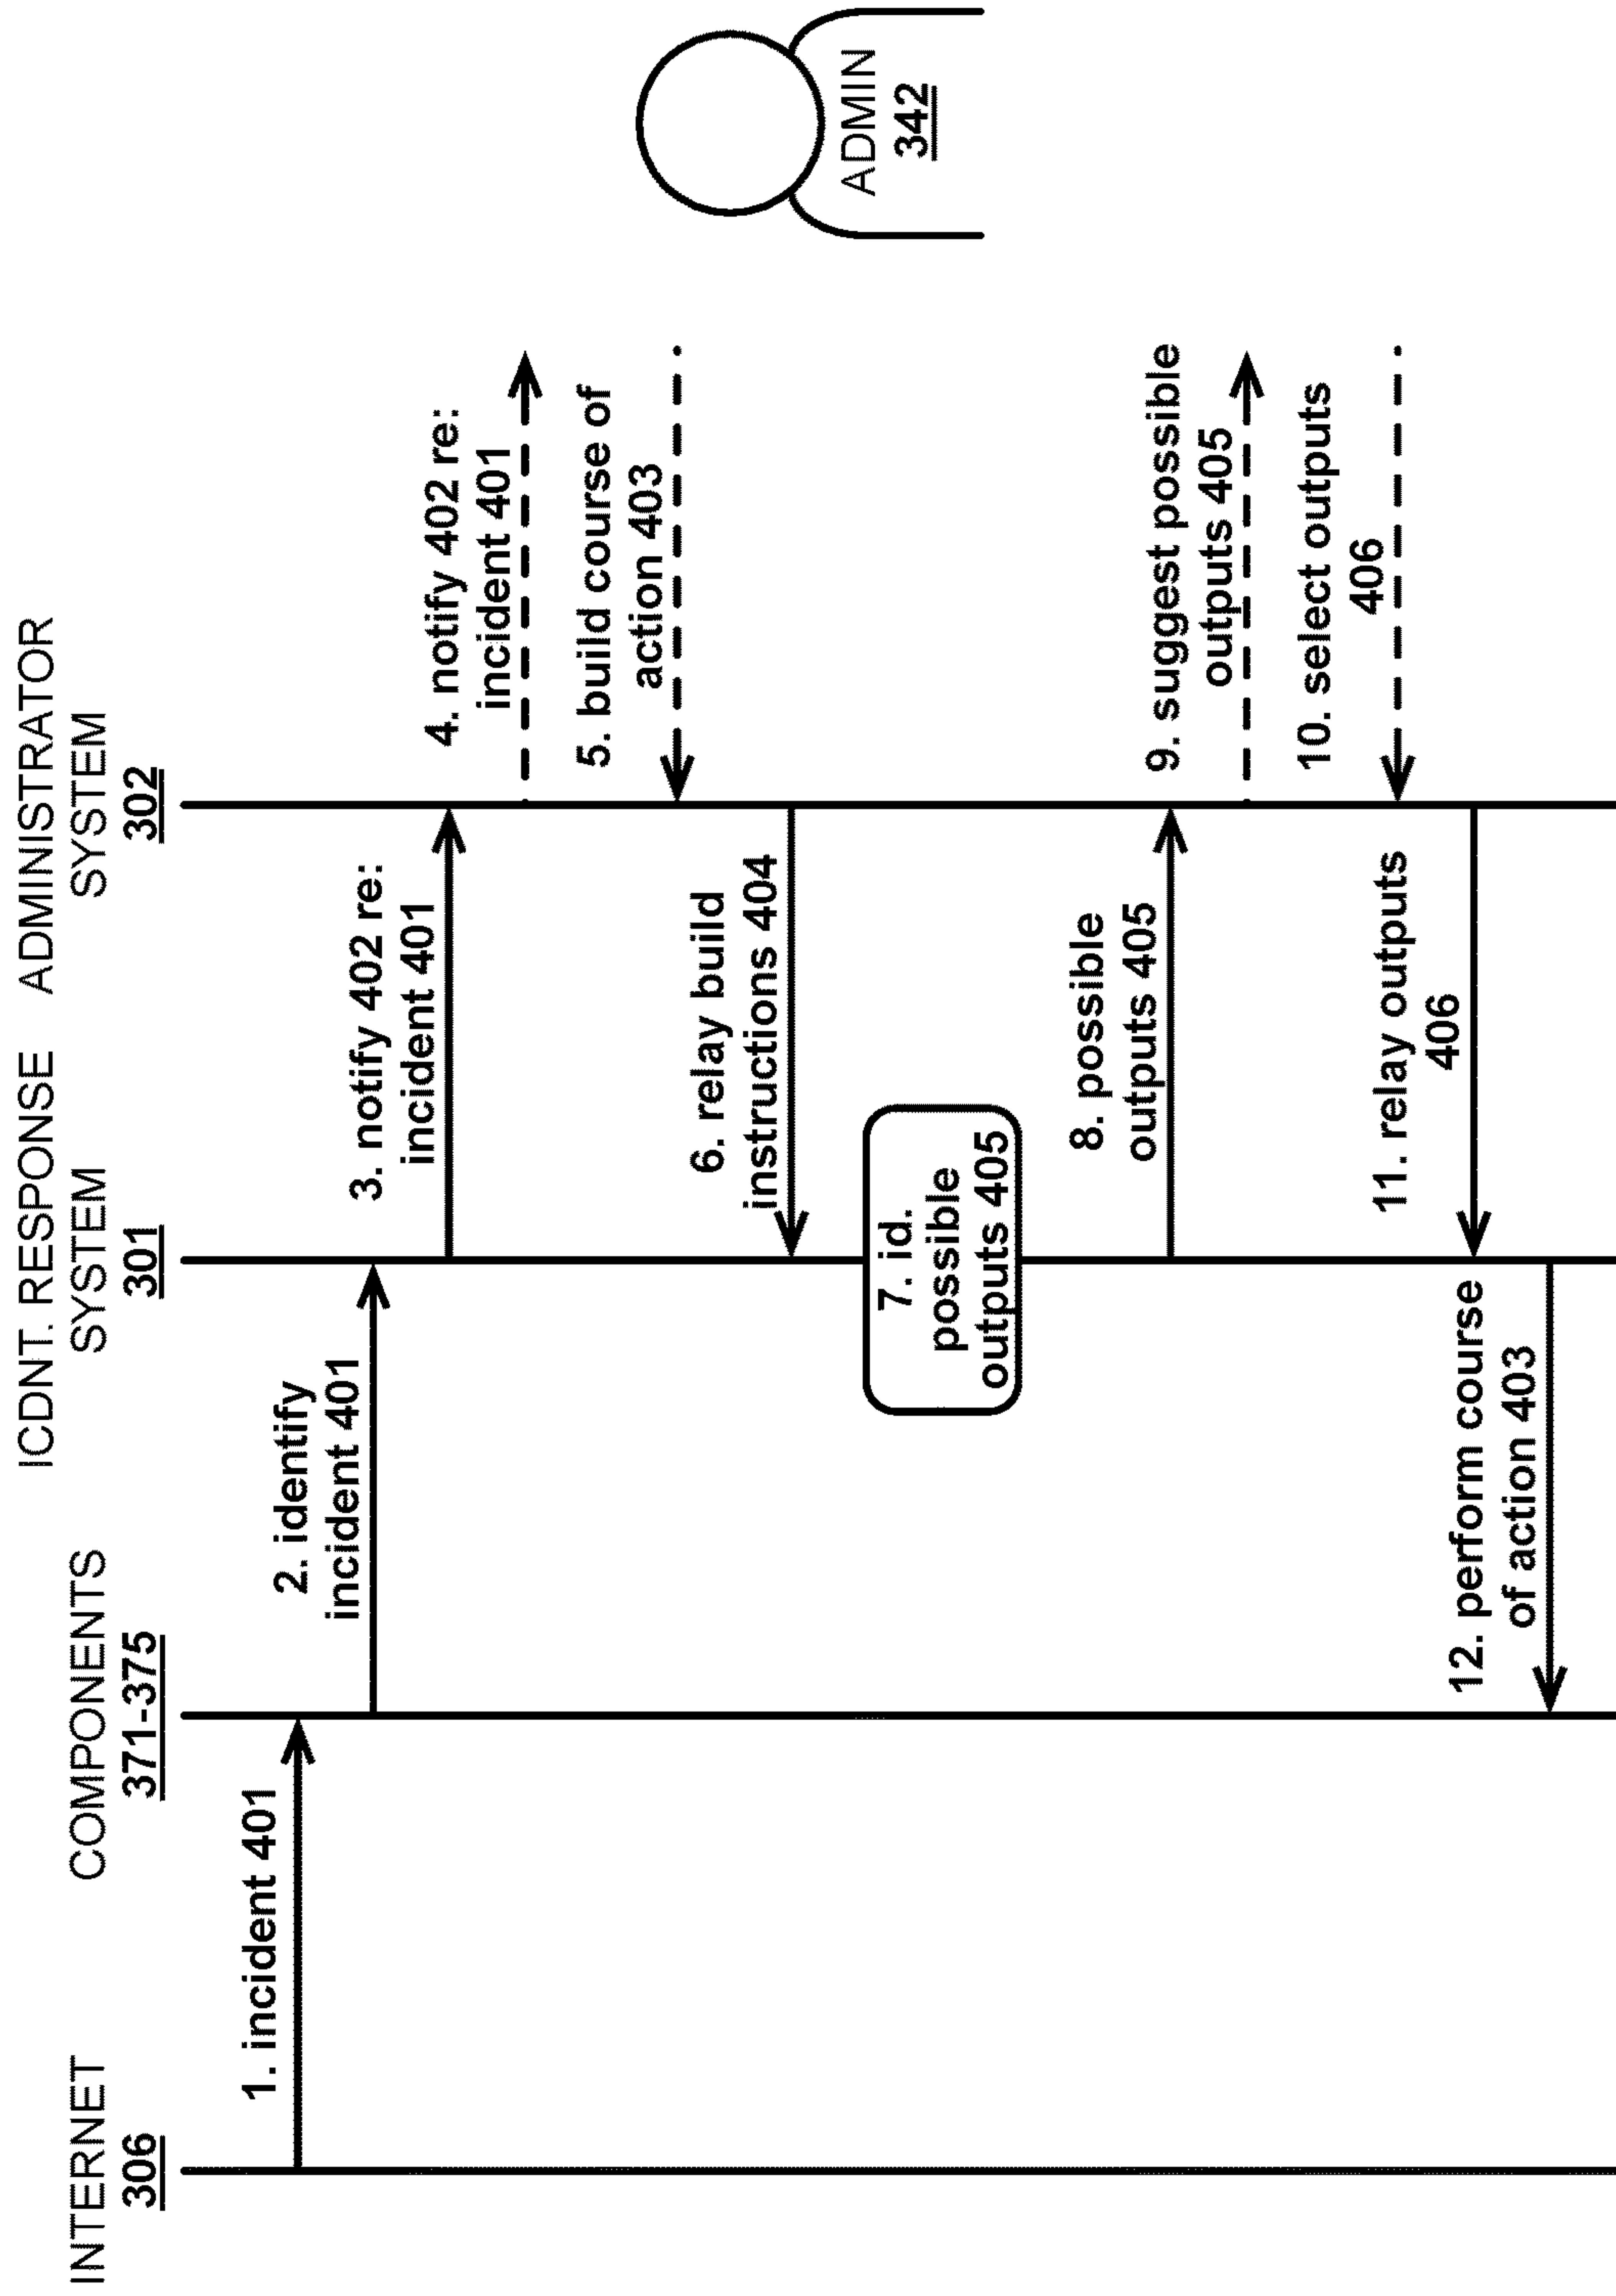 INTERNET
306
COMPONENTS
371-375
ICDNT. RESPONSE
SYSTEM
301
ADMINISTRATOR
SYSTEM
302
1. incident 401
2. identify
incident 401
3. notify 402 re:
incident 401
4. notify 402 re:
incident 401
5. build course of
action 403
6. relay build
instructions 404
7. id.
possible
outputs 405
8. possible
outputs 405
9. suggest possible
outputs 405
10. select outputs
406
11. relay outputs
406
12. perform course
of action 403
ADMIN
342